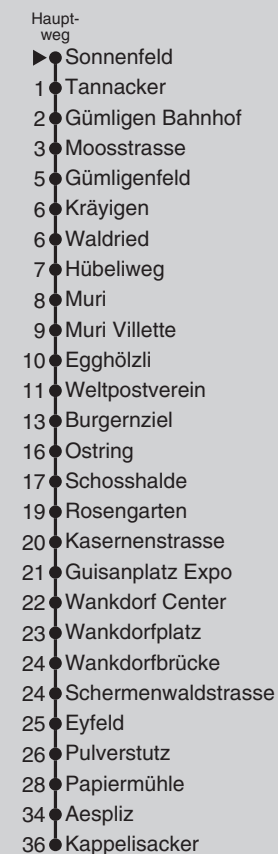 Haupt-
weg
Sonnenfeld
1 Tannacker
2 Gümligen Bahnhof
3 Moosstrasse
5 Gümligenfeld
6 Kräyigen
6 Waldried
7 Hübeliweg
8 Muri
9 Muri Villette
10 Egghölzli
11 Weltpostverein
13 Burgernziel
16 Ostring
17 Schosshalde
19 Rosengarten
20 Kasernenstrasse
21 Guisanplatz Expo
22 Wankdorf Center
23 Wankdorfplatz
24 Wankdorfbrücke
24 Schermenwaldstrasse
25 Eyfeld
26 Pulverstutz
28 Papiermühle
34 Aespliz
36 Kappelisacker